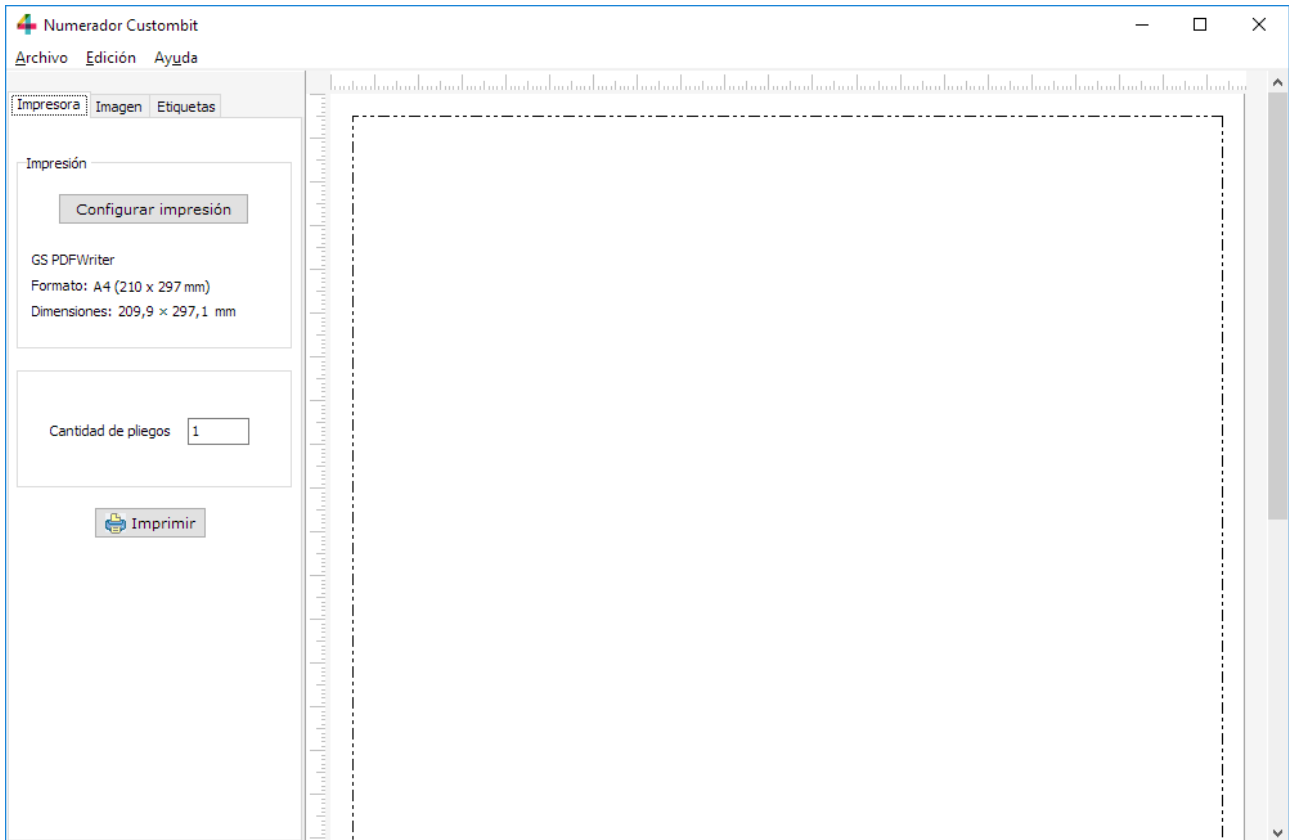 Numerador Custombit
Archivo Edición Ayuda
Impresora Imagen Etiquetas
Impresión
Configurar impresión
GS PDFWriter
Formato: A4 (210 x 297 mm)
Dimensiones: 209,9 × 297,1 mm
Cantidad de pliegos 1
Imprimir